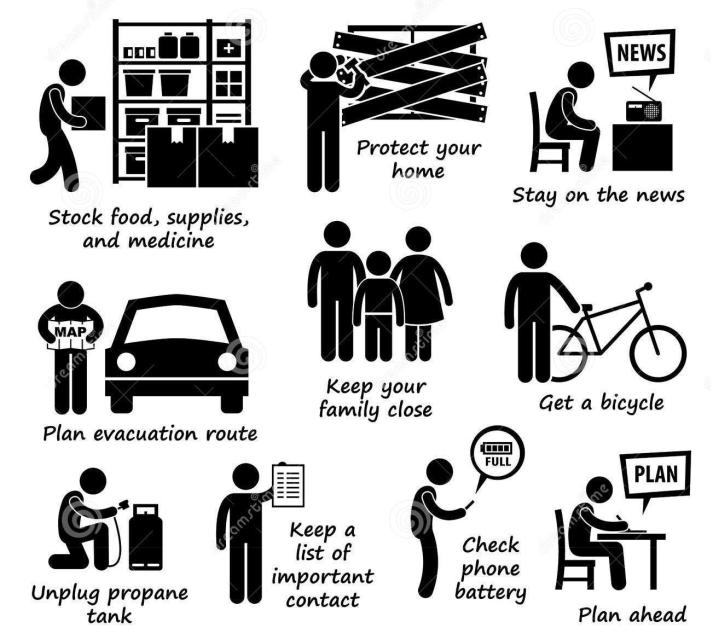 NEWS
Stock food, supplies,
and medicine
Protect your
home
Stay on the news
MAP
Plan evacuation route
Keep your
family close
Get a bicycle
Unplug propane
tank
Keep a
list of
important
contact
FULL
Check
phone
battery
PLAN
Plan ahead
dreamstime